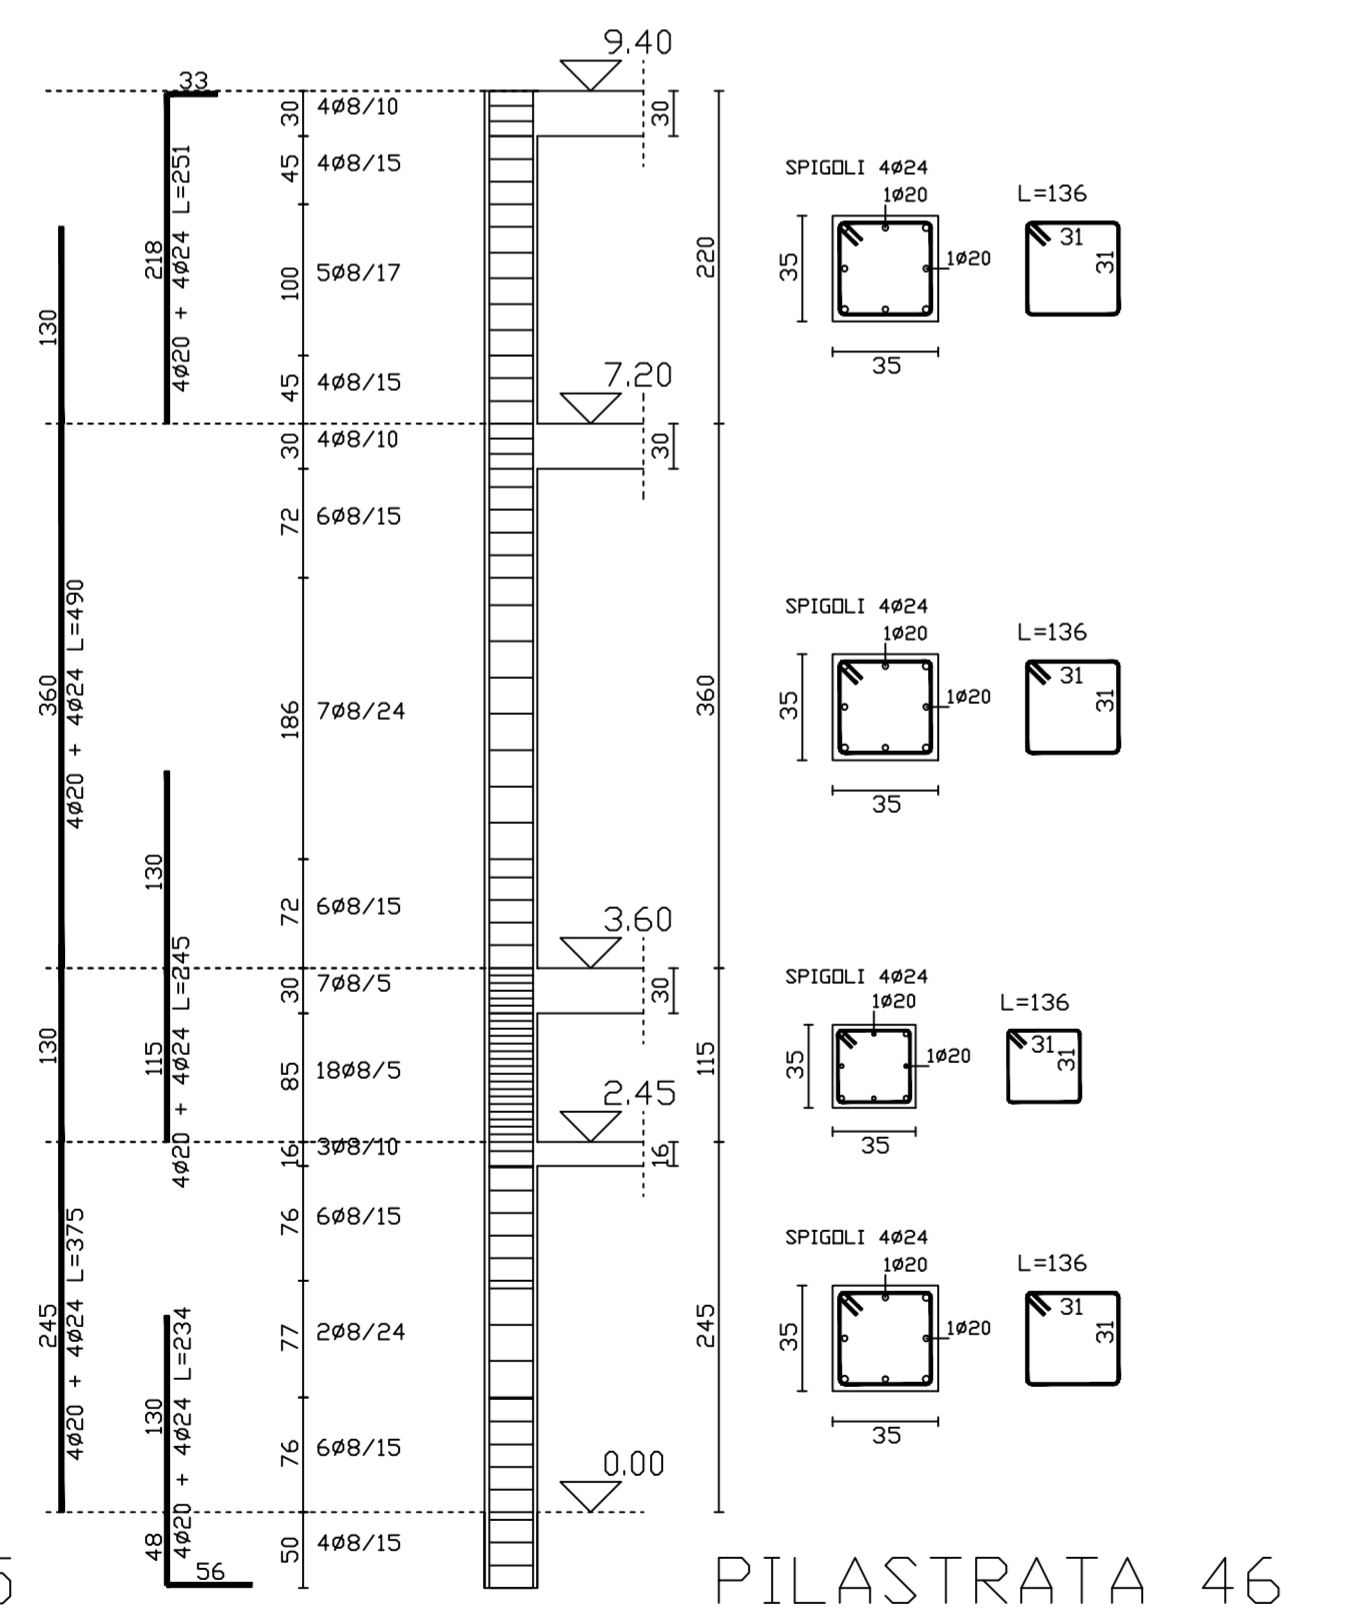 9.40
33
30
4ø8/10
30
45
4ø8/15
218
4ø20 + 4ø24 L=251
130
100
5ø8/17
220
SPIGOLI 4ø24
1ø20
L=136
35
1ø20
31
31
35
45
4ø8/15
7.20
30
4ø8/10
30
72
6ø8/15
360
4ø20 + 4ø24 L=490
186
7ø8/24
360
SPIGOLI 4ø24
1ø20
L=136
35
1ø20
31
31
35
130
72
6ø8/15
3.60
4ø20 + 4ø24 L=245
30
7ø8/5
30
130
115
85
18ø8/5
115
SPIGOLI 4ø24
1ø20
L=136
35
1ø20
31
31
35
2.45
16
3ø8/10
16
76
6ø8/15
245
4ø20 + 4ø24 L=375
77
2ø8/24
245
SPIGOLI 4ø24
1ø20
L=136
35
1ø20
31
31
35
130
4ø20 + 4ø24 L=234
76
6ø8/15
0.00
48
50
4ø8/15
56
PILASTRATA 46